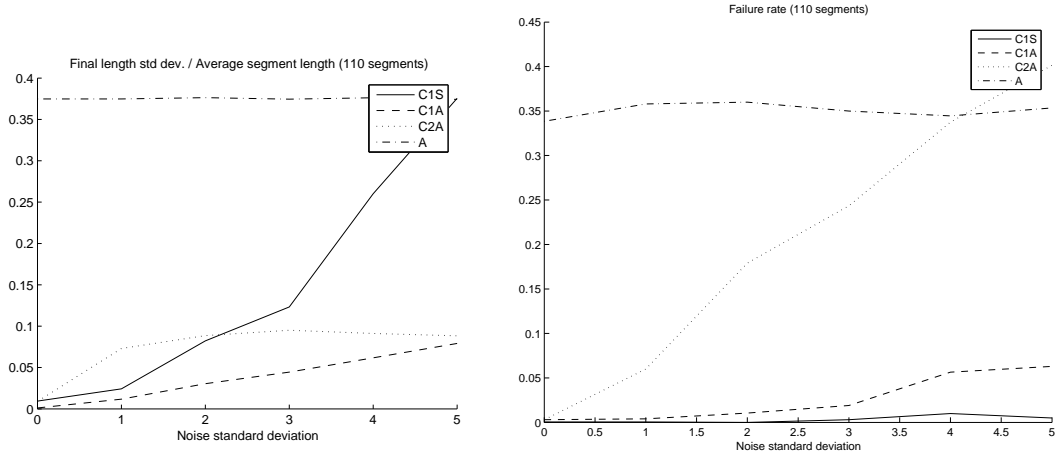 Final length std dev. / Average segment length (110 segments)
0.4
0.35
0.3
0.25
0.2
0.15
0.1
0.05
0
0 1 2 3 4 5
Noise standard deviation
C1S
C1A
C2A
A
Failure rate (110 segments)
0.45
0.4
0.35
0.3
0.25
0.2
0.15
0.1
0.05
0
0 0.5 1 1.5 2 2.5 3 3.5 4 4.5 5
Noise standard deviation
C1S
C1A
C2A
A